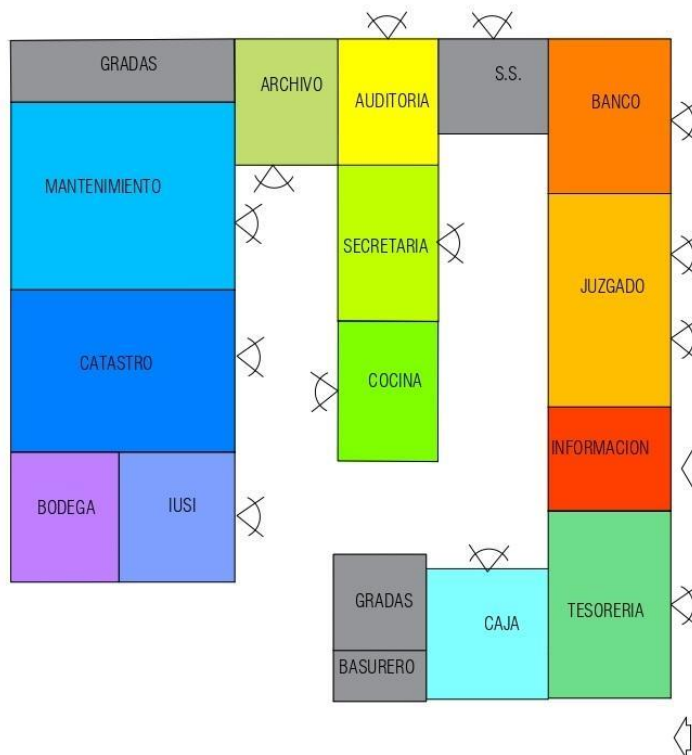 GRADAS
ARCHIVO
AUDITORIA
S.S.
BANCO
MANTENIMIENTO
SECRETARIA
JUZGADO
CATASTRO
COCINA
INFORMACION
BODEGA
IUSI
GRADAS
CAJA
TESORERIA
BASURERO